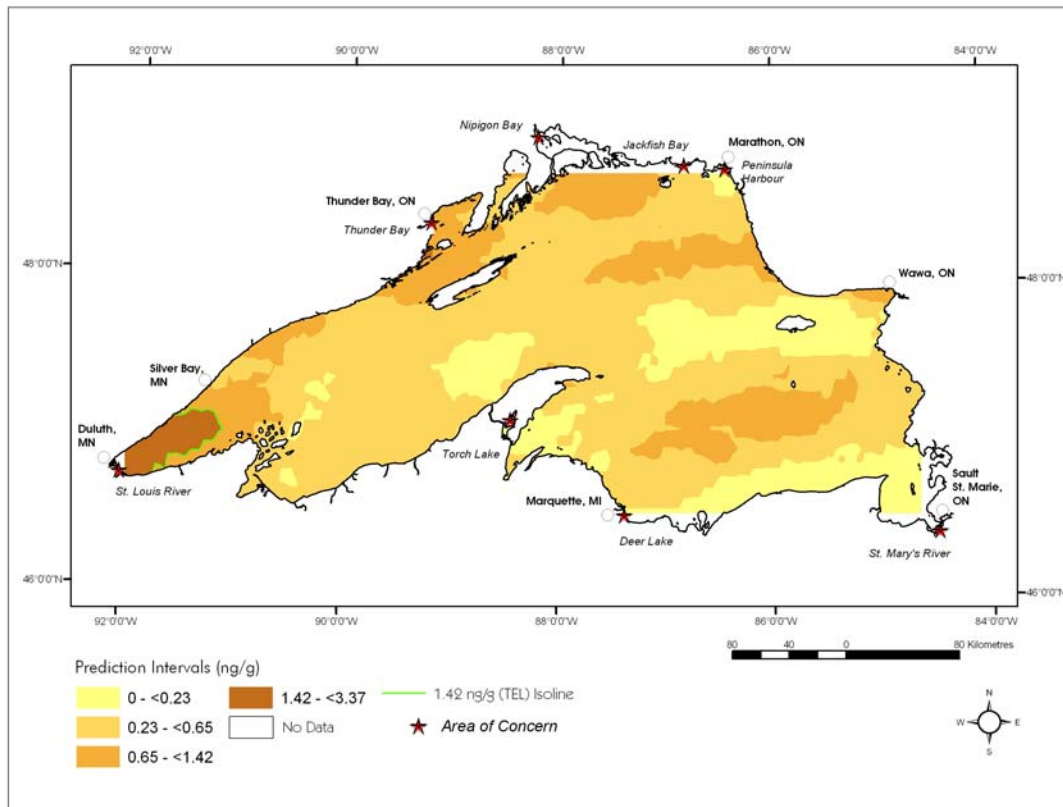 92°0'0"W 90°0'0"W 88°0'0"W 86°0'0"W 84°0'0"W
Nipigon Bay
Jackfish Bay
Marathon, ON
Peninsula
Harbour
Thunder Bay, ON
Thunder Bay
48°0'0"N
48°0'0"N
Wawa, ON
Silver Bay,
MN
Duluth,
MN
St. Louis River
Torch Lake
Marquette, MI
Deer Lake
Sault
St. Marie,
ON
St. Mary's River
46°0'0"N
46°0'0"N
92°0'0"W 90°0'0"W 88°0'0"W 86°0'0"W 84°0'0"W
80 40 0 80 Kilometres
Prediction Intervals (ng/g)
0 - <0.23
0.23 - <0.65
0.65 - <1.42
1.42 - <3.37
No Data
1.42 ng/g (TEL) Isoline
Area of Concern
N
W E
S